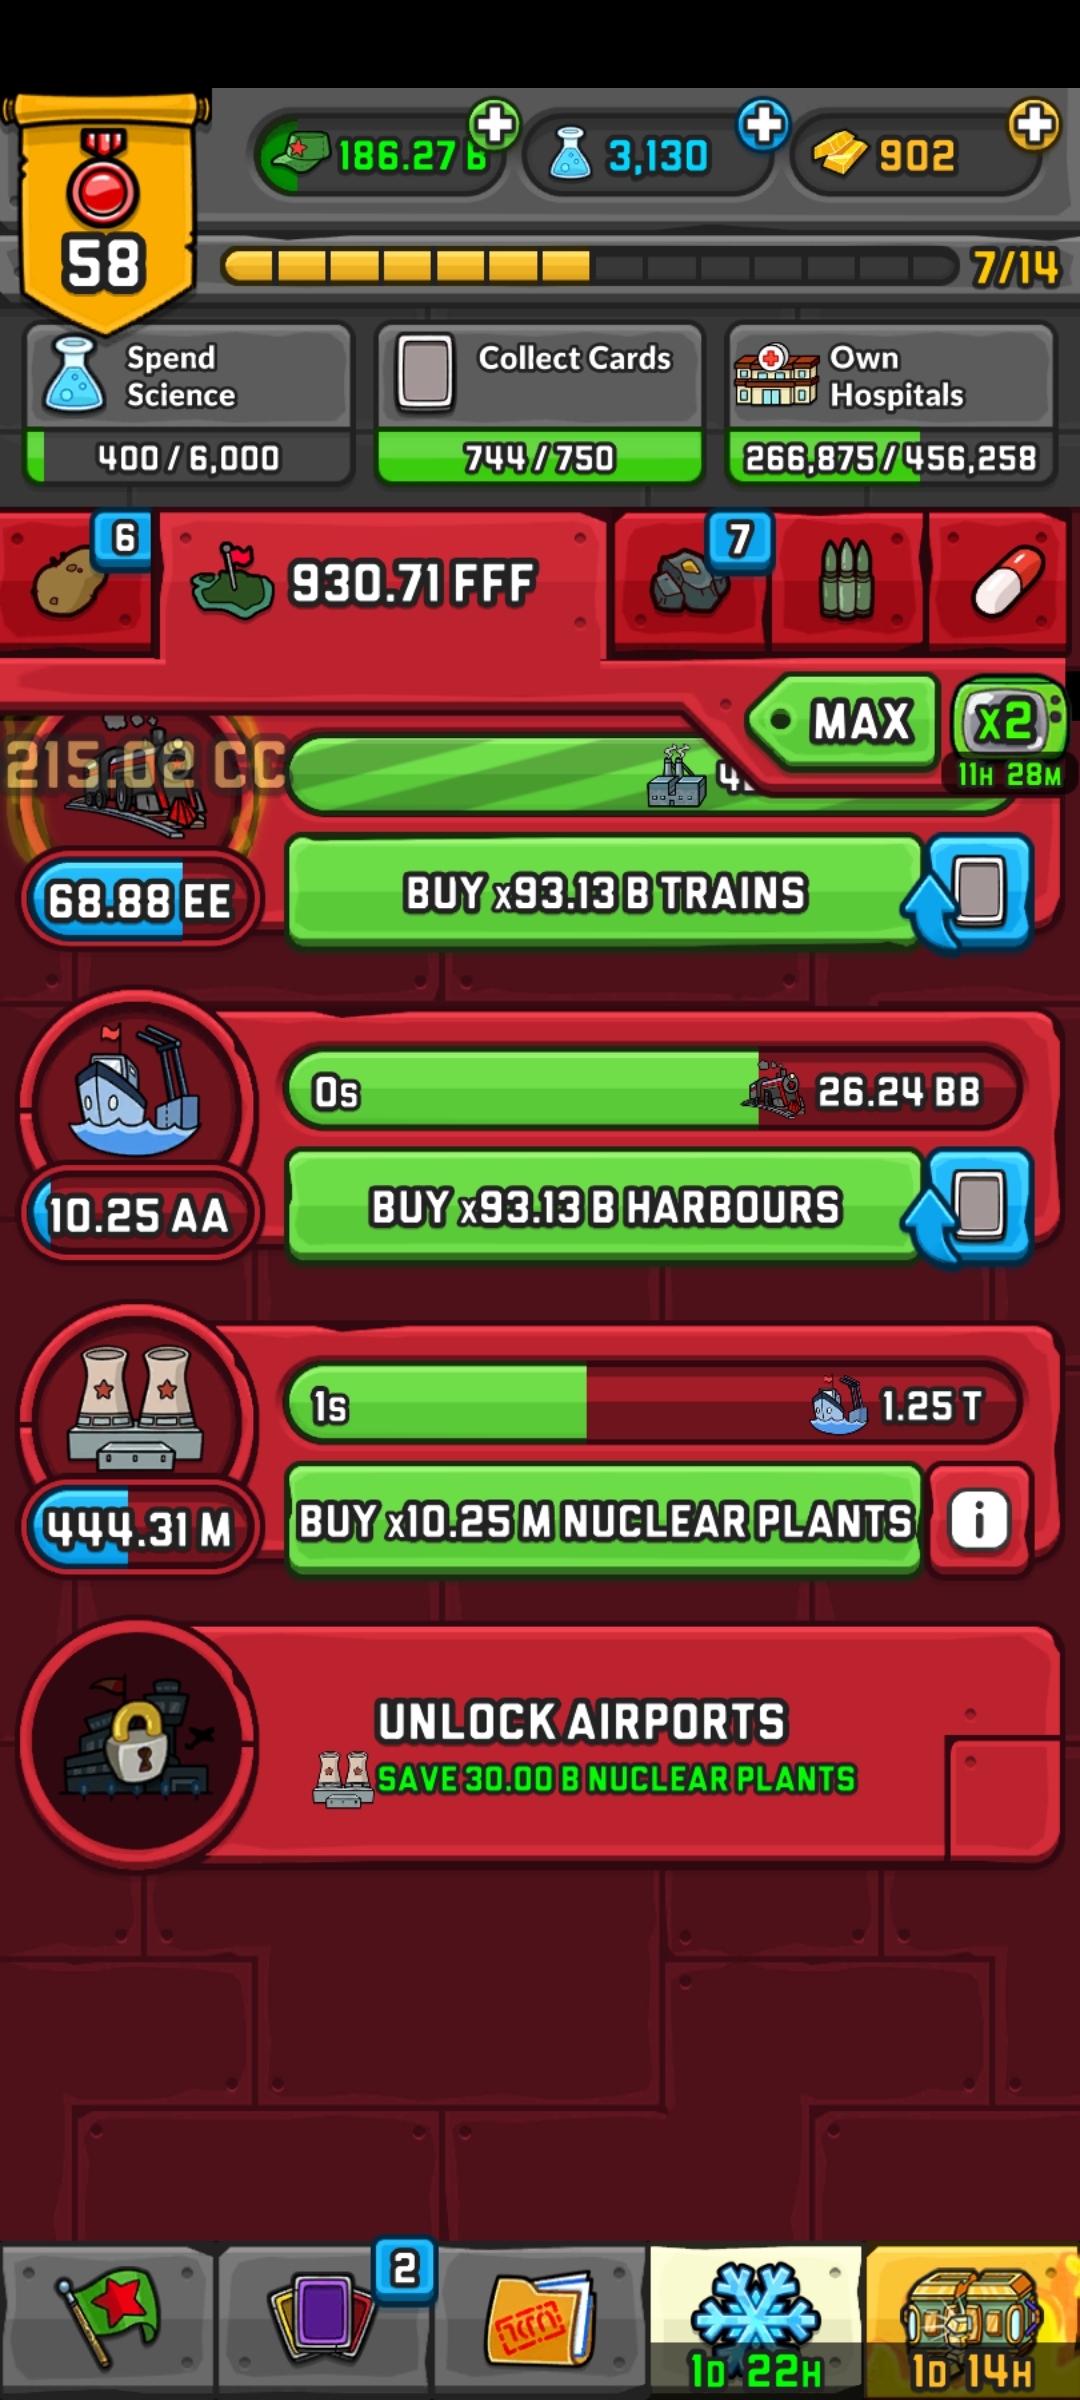 186.27 B
3,130
902
58
7/14
Spend
Science
400 / 6,000
Collect Cards
744 / 750
Own
Hospitals
266,875 / 456,258
6
930.71 FFF
7
MAX
x2
11H 28M
215.02 CC
68.88 EE
BUY x93.13 B TRAINS
0s
26.24 BB
10.25 AA
BUY x93.13 B HARBOURS
1s
1.25 T
444.31 M
BUY x10.25 M NUCLEAR PLANTS
i
UNLOCK AIRPORTS
SAVE 30.00 B NUCLEAR PLANTS
2
1D 22H
1D 14H